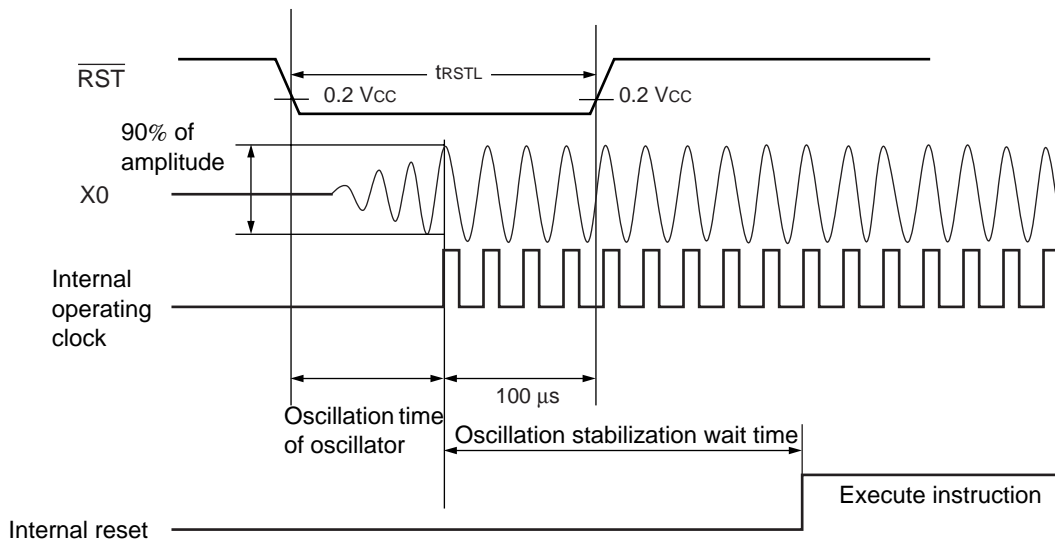 RST
tRSTL
0.2 VCC
0.2 VCC
90% of
amplitude
X0
Internal
operating
clock
100 μs
Oscillation time
of oscillator
Oscillation stabilization wait time
Execute instruction
Internal reset